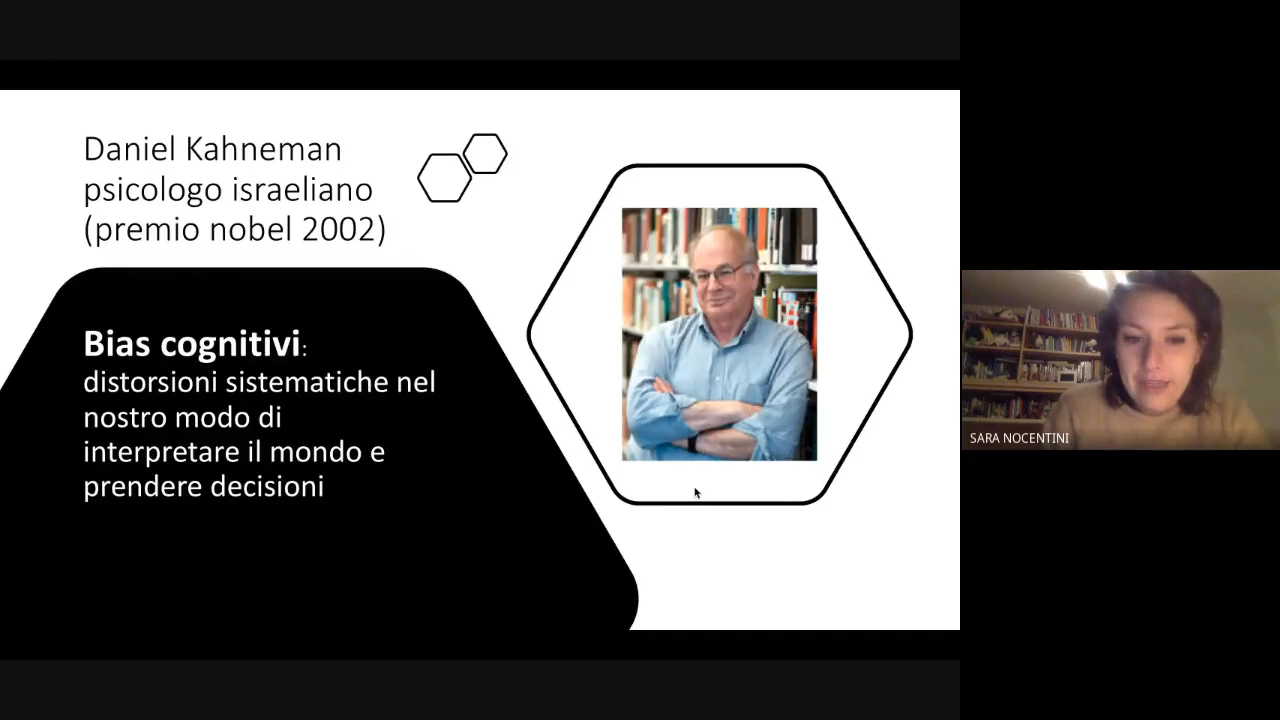 Daniel Kahneman
psicologo israeliano
(premio nobel 2002)
Bias cognitivi:
distorsioni sistematiche nel
nostro modo di
interpretare il mondo e
prendere decisioni
SARA NOCENTINI